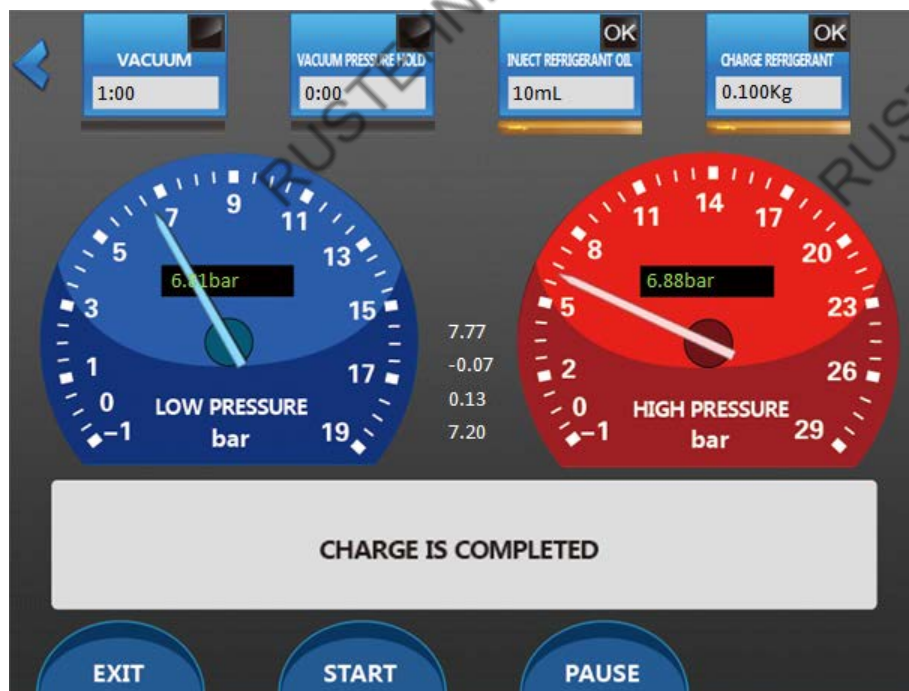 OK OK
VACUUM VACUUM PRESSURE HOLD INJECT REFRIGERANT OIL CHARGE REFRIGERANT
1:00 0:00 10mL 0.100Kg
-1 0 1 3 5 7 9 11 13 15 17 19
6.81bar
LOW PRESSURE
bar
7.77
-0.07
0.13
7.20
-1 0 2 5 8 11 14 17 20 23 26 29
6.88bar
HIGH PRESSURE
bar
CHARGE IS COMPLETED
EXIT START PAUSE